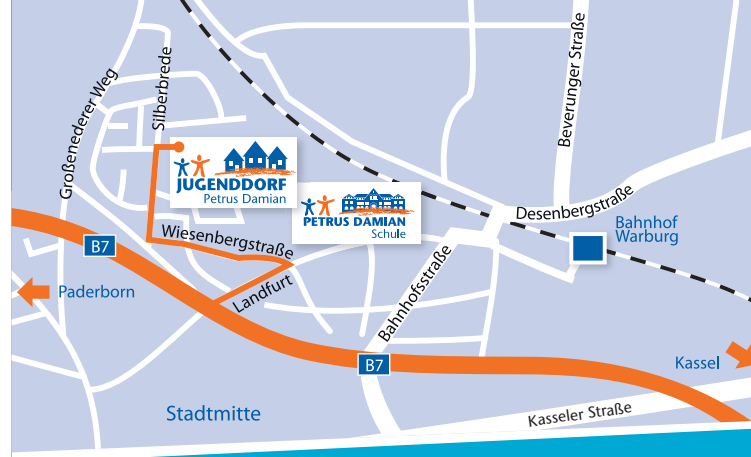 Großenederer Weg
Silberbrede
Beverunger Straße
JUGENDDORF
Petrus Damian
PETRUS DAMIAN
Schule
Desenbergstraße
Bahnhof
Warburg
B7
Wiesenbergstraße
Paderborn
Landfurt
Bahnhofsstraße
B7
Kassel
Stadtmitte
Kasseler Straße